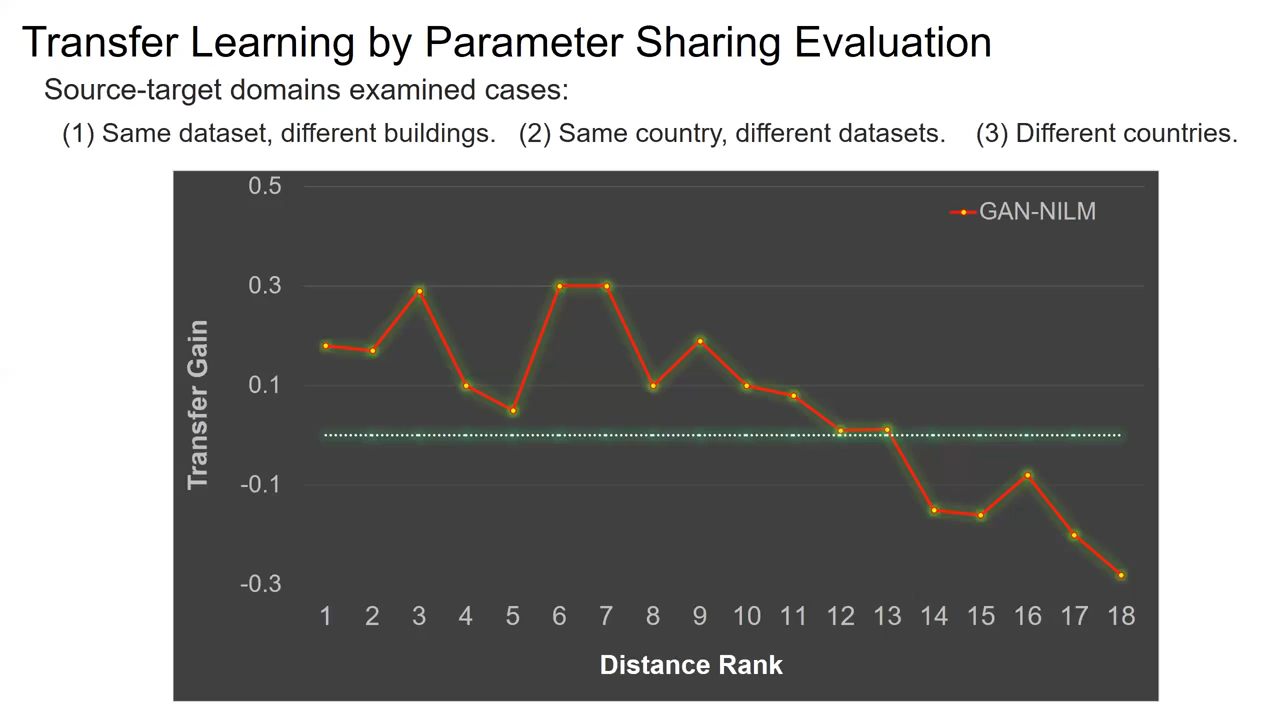 Transfer Learning by Parameter Sharing Evaluation
Source-target domains examined cases:
(1) Same dataset, different buildings. (2) Same country, different datasets. (3) Different countries.
0.5
GAN-NILM
0.3
0.1
-0.1
-0.3
Transfer Gain
1 2 3 4 5 6 7 8 9 10 11 12 13 14 15 16 17 18
Distance Rank